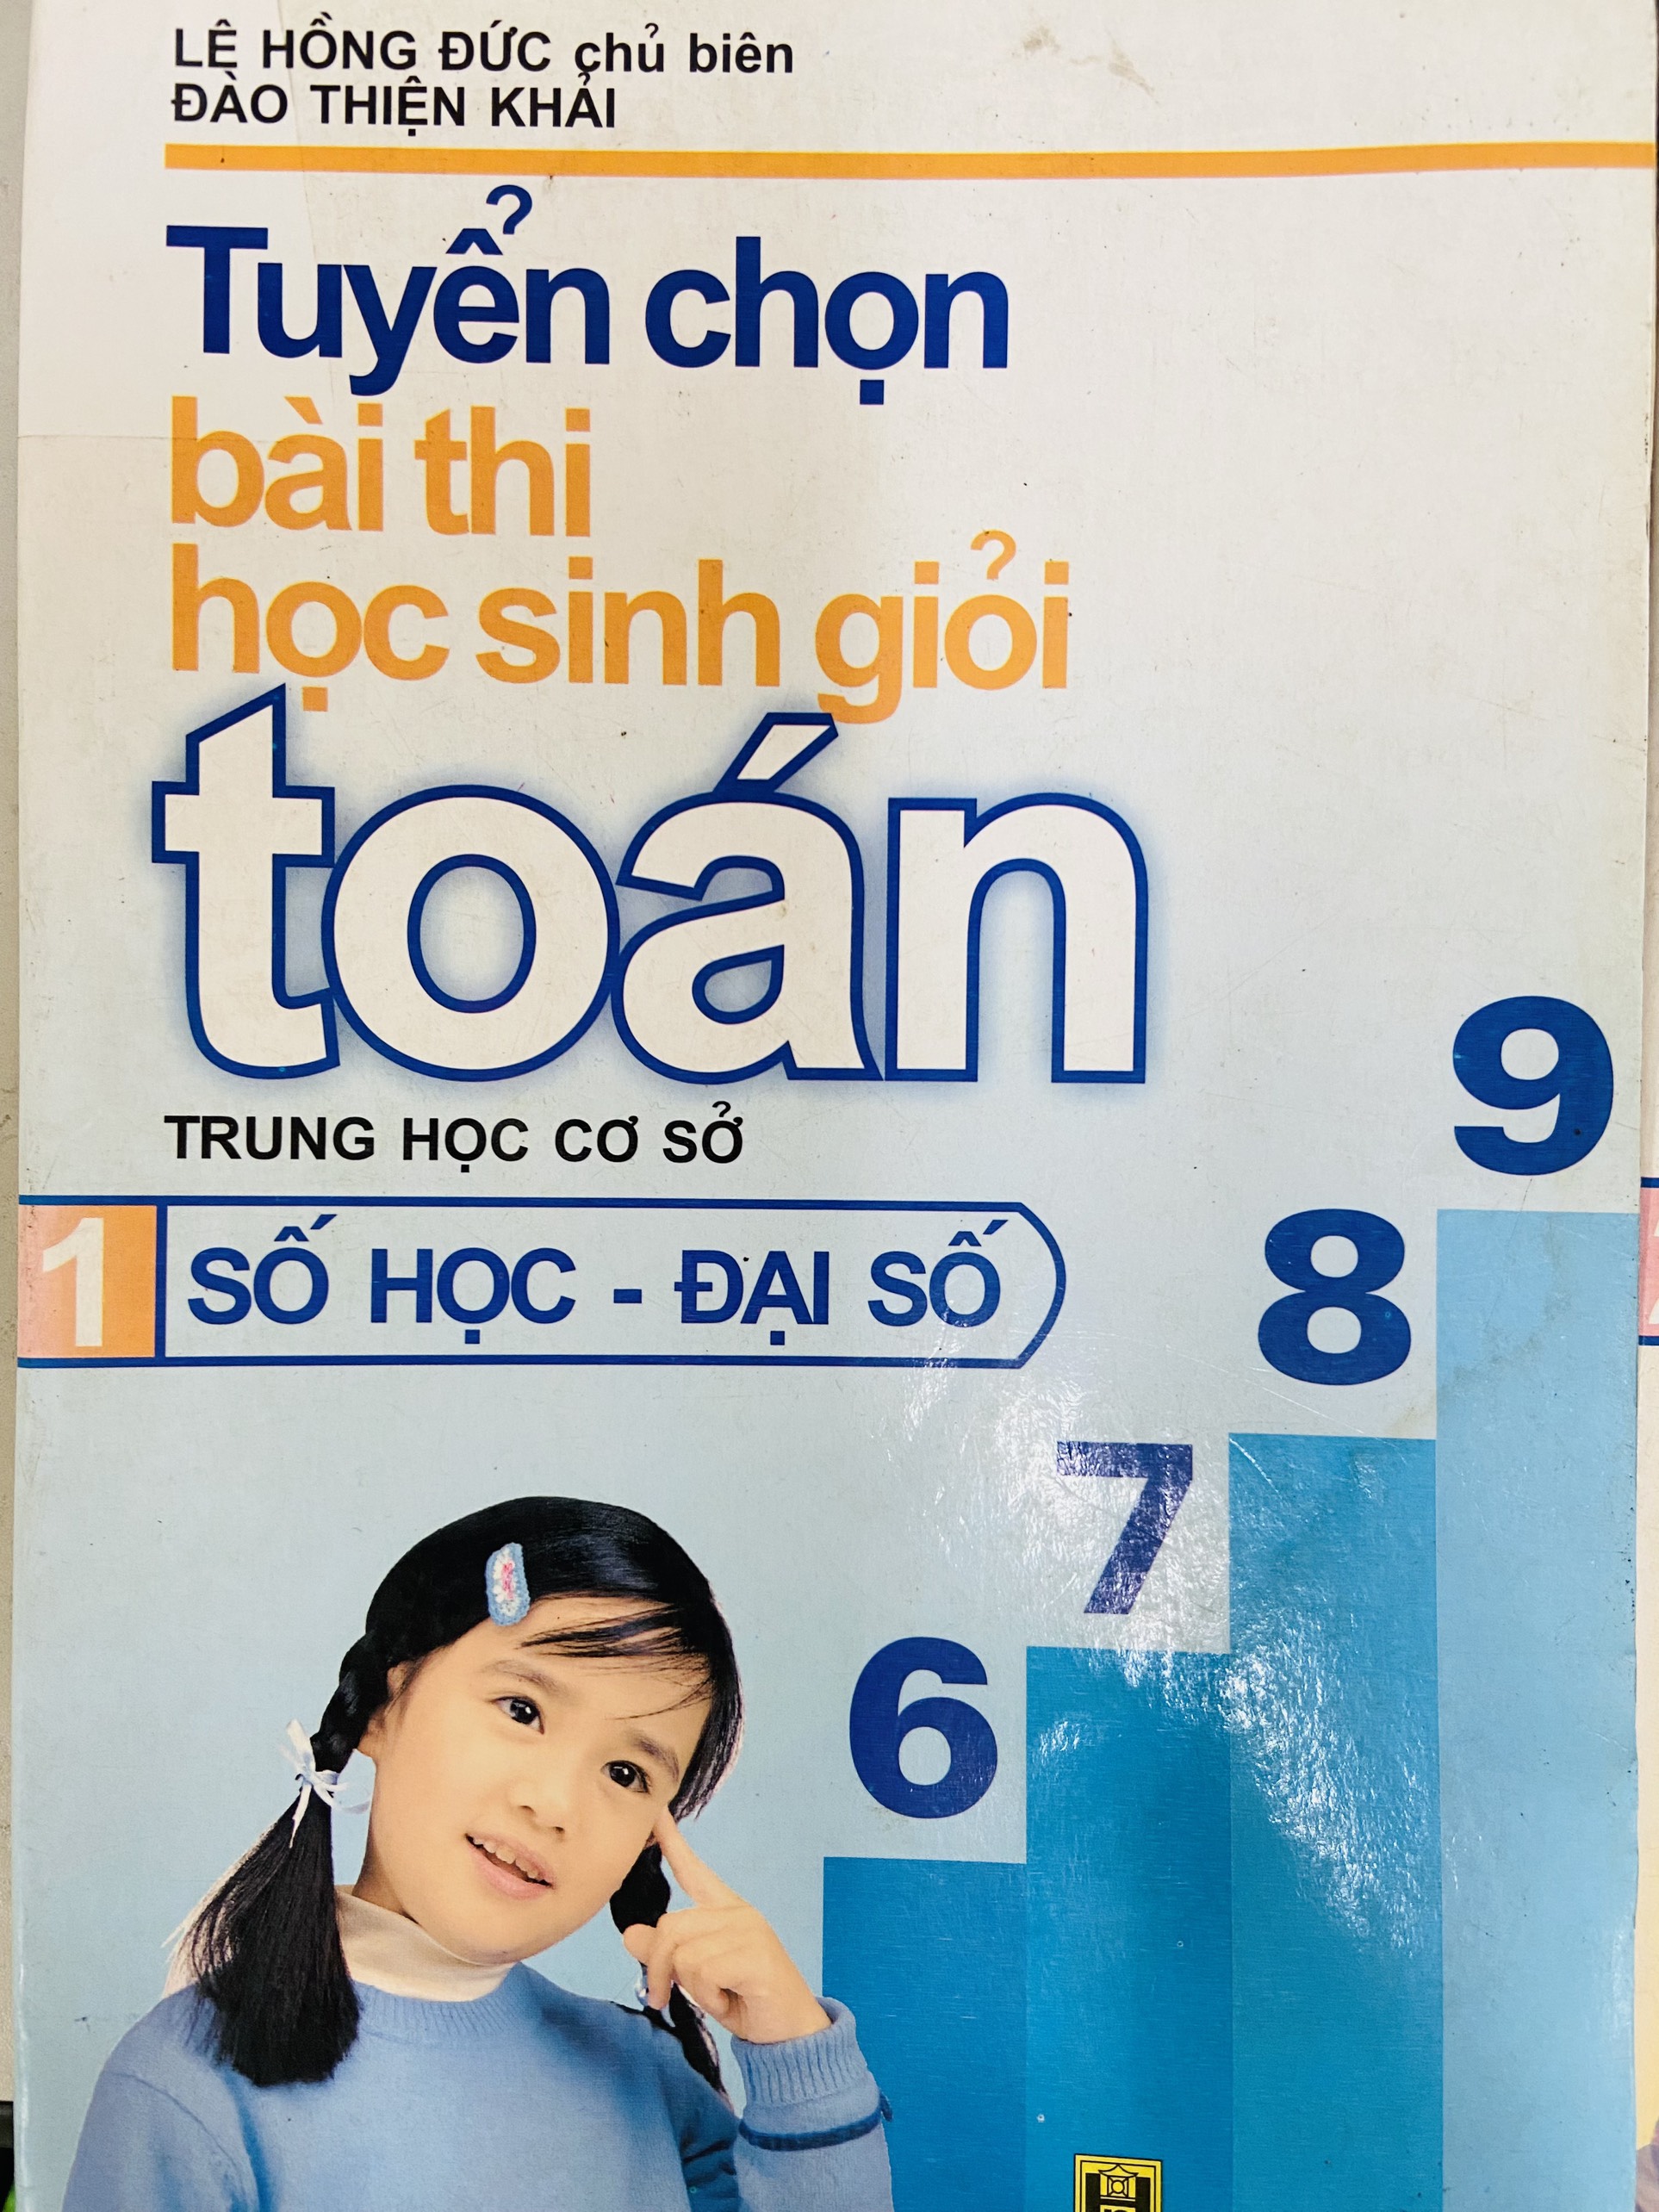 LÊ HỒNG ĐỨC chủ biên
ĐÀO THIỆN KHẢI
Tuyển chọn
bài thi
học sinh giỏi
toán
TRUNG HỌC CƠ SỞ
9
1 SỐ HỌC - ĐẠI SỐ
8
7
6